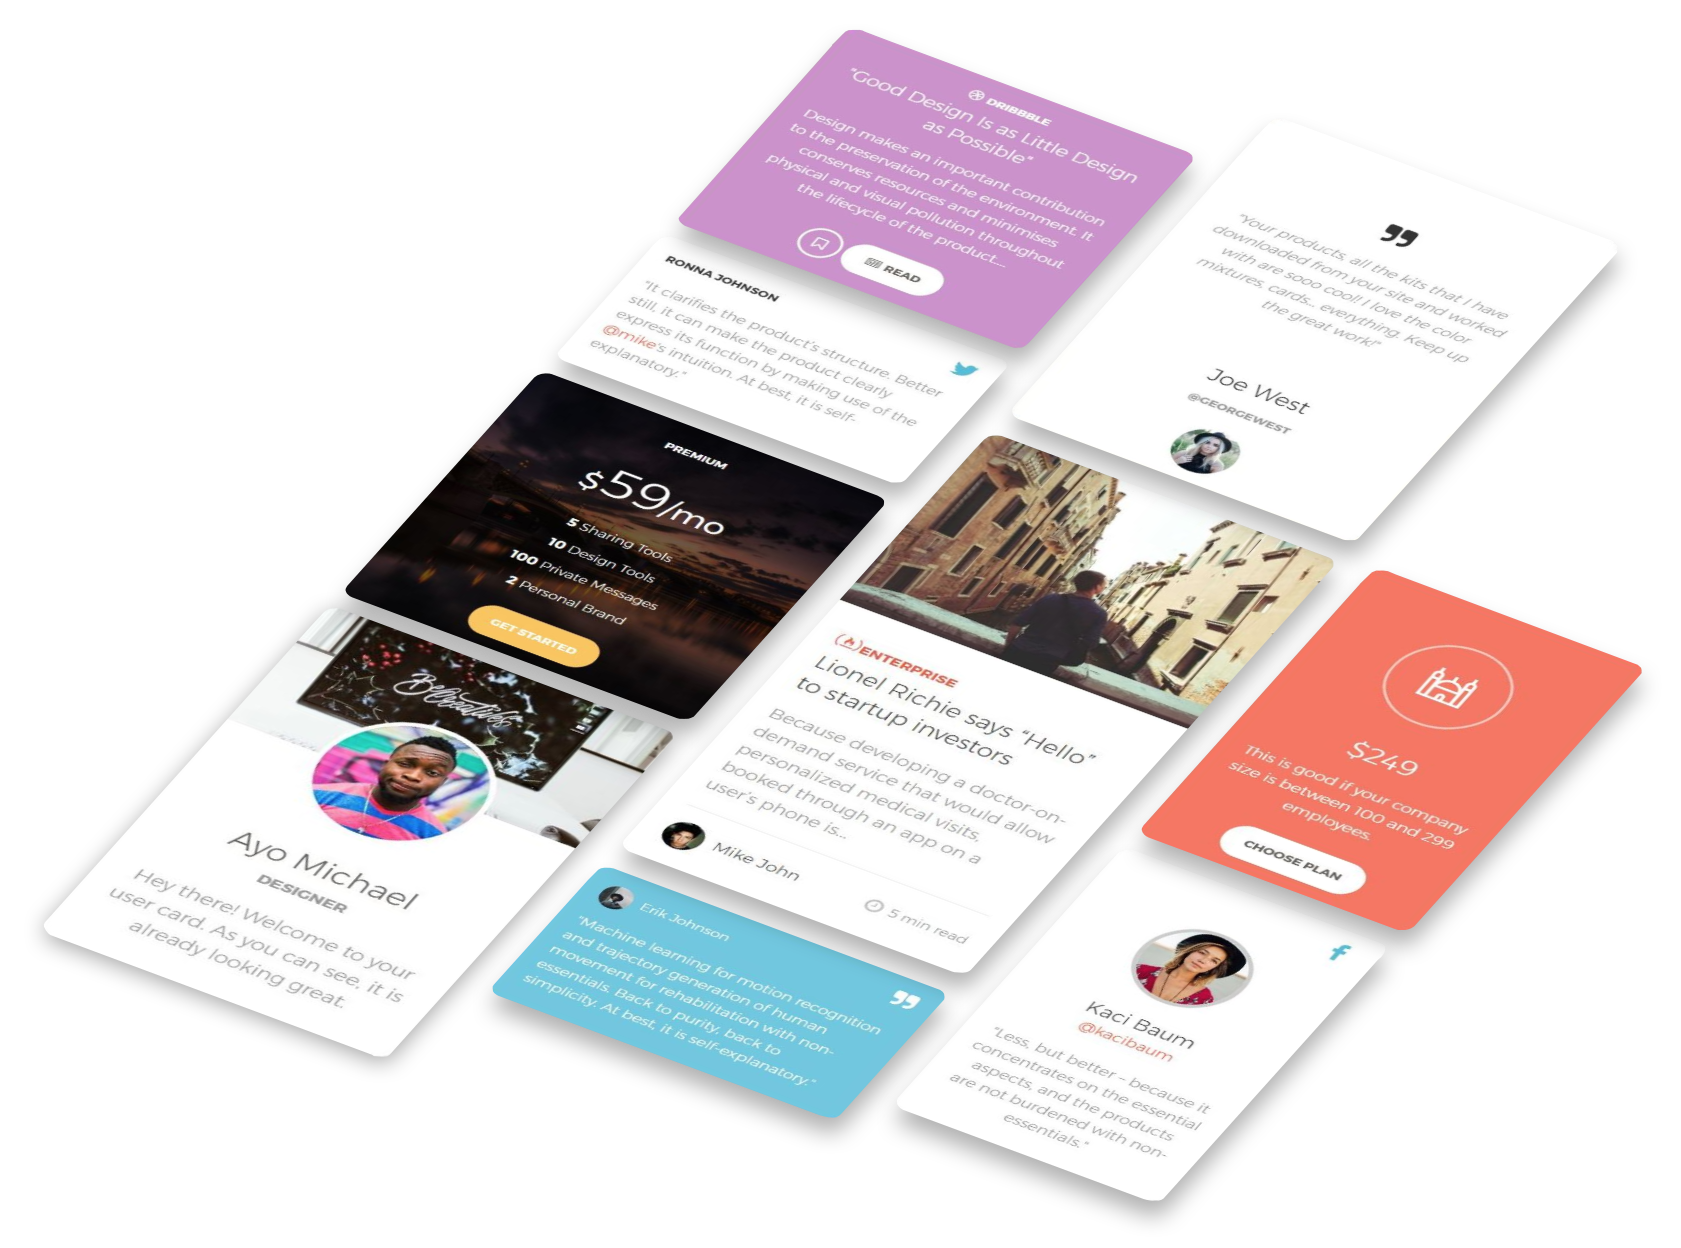 DRIBBBLE
"Good Design Is as Little Design
as Possible"
Design makes an important contribution
to the preservation of the environment. It
conserves resources and minimises
physical and visual pollution throughout
the lifecycle of the product...
READ
RONNA JOHNSON
"It clarifies the product's structure. Better
still, it can make the product clearly
express its function by making use of the
@mike's intuition. At best, it is self-
explanatory."
PREMIUM
$59/mo
5 Sharing Tools
10 Design Tools
100 Private Messages
2 Personal Brand
GET STARTED
Be Creative
Ayo Michael
DESIGNER
Hey there! Welcome to your
user card. As you can see, it is
already looking great.
"Your products, all the kits that I have
downloaded from your site and worked
with are sooo cool! I love the color
mixtures, cards... everything. Keep up
the great work!"
Joe West
@GEORGEWEST
ENTERPRISE
Lionel Richie says "Hello"
to startup investors
Because developing a doctor-on-
demand service that would allow
personalized medical visits,
booked through an app on a
user's phone is...
Mike John
5 min read
Erik Johnson
"Machine learning for motion recognition
and trajectory generation of human
movement for rehabilitation with non-
essentials. Back to purity, back to
simplicity. At best, it is self-explanatory."
$249
This is good if your company
size is between 100 and 299
employees.
CHOOSE PLAN
Kaci Baum
@kacibaum
"Less, but better – because it
concentrates on the essential
aspects, and the products
are not burdened with non-
essentials."